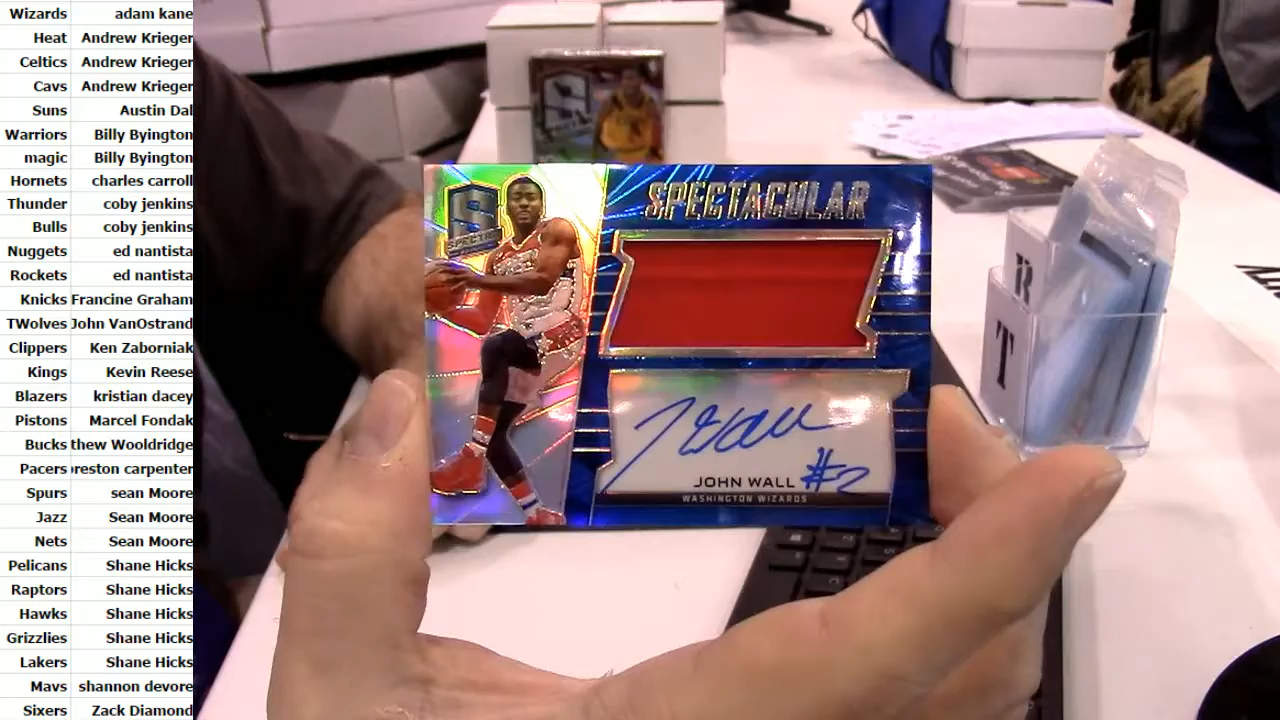 Wizards adam kane
Heat Andrew Krieger
Celtics Andrew Krieger
Cavs Andrew Krieger
Suns Austin Dal
Warriors Billy Byington
magic Billy Byington
Hornets charles carroll
Thunder coby jenkins
Bulls coby jenkins
Nuggets ed nantista
Rockets ed nantista
Knicks Francine Graham
TWolves John VanOstrand
Clippers Ken Zaborniak
Kings Kevin Reese
Blazers kristian dacey
Pistons Marcel Fondak
Bucks thew Wooldridge
Pacers reston carpenter
Spurs sean Moore
Jazz Sean Moore
Nets Sean Moore
Pelicans Shane Hicks
Raptors Shane Hicks
Hawks Shane Hicks
Grizzlies Shane Hicks
Lakers Shane Hicks
Mavs shannon devore
Sixers Zack Diamond
S
SPECTRA
SPECTACULAR
J Wall
#2
JOHN WALL
WASHINGTON WIZARDS
R
T